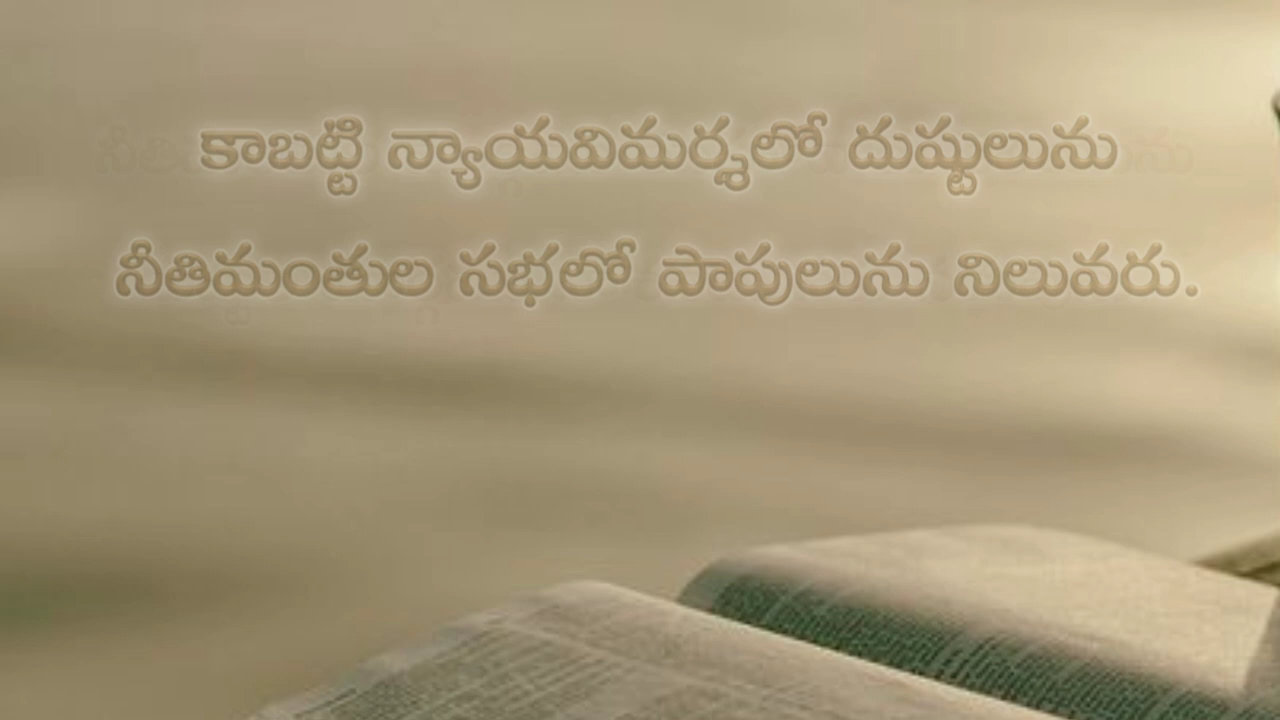 కాబట్టి న్యాయవిమర్శలో దుష్టులును
నీతిమంతుల సభలో పాపులును నిలువరు.